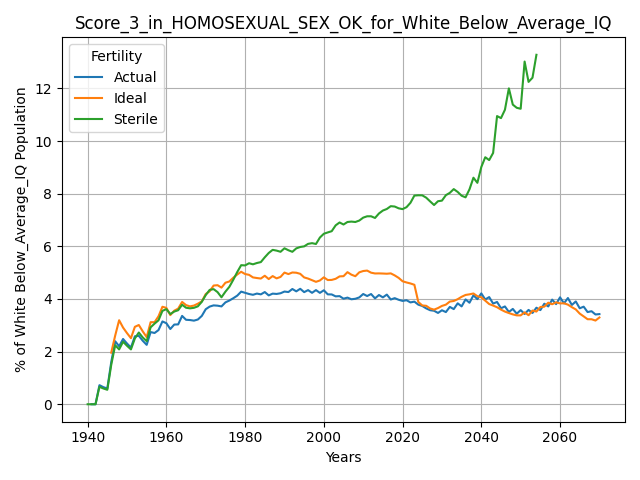 Score_3_in_HOMOSEXUAL_SEX_OK_for_White_Below_Average_IQ
Fertility
Actual
Ideal
Sterile
% of White Below_Average_IQ Population
12
10
8
6
4
2
0
1940 1960 1980 2000 2020 2040 2060
Years